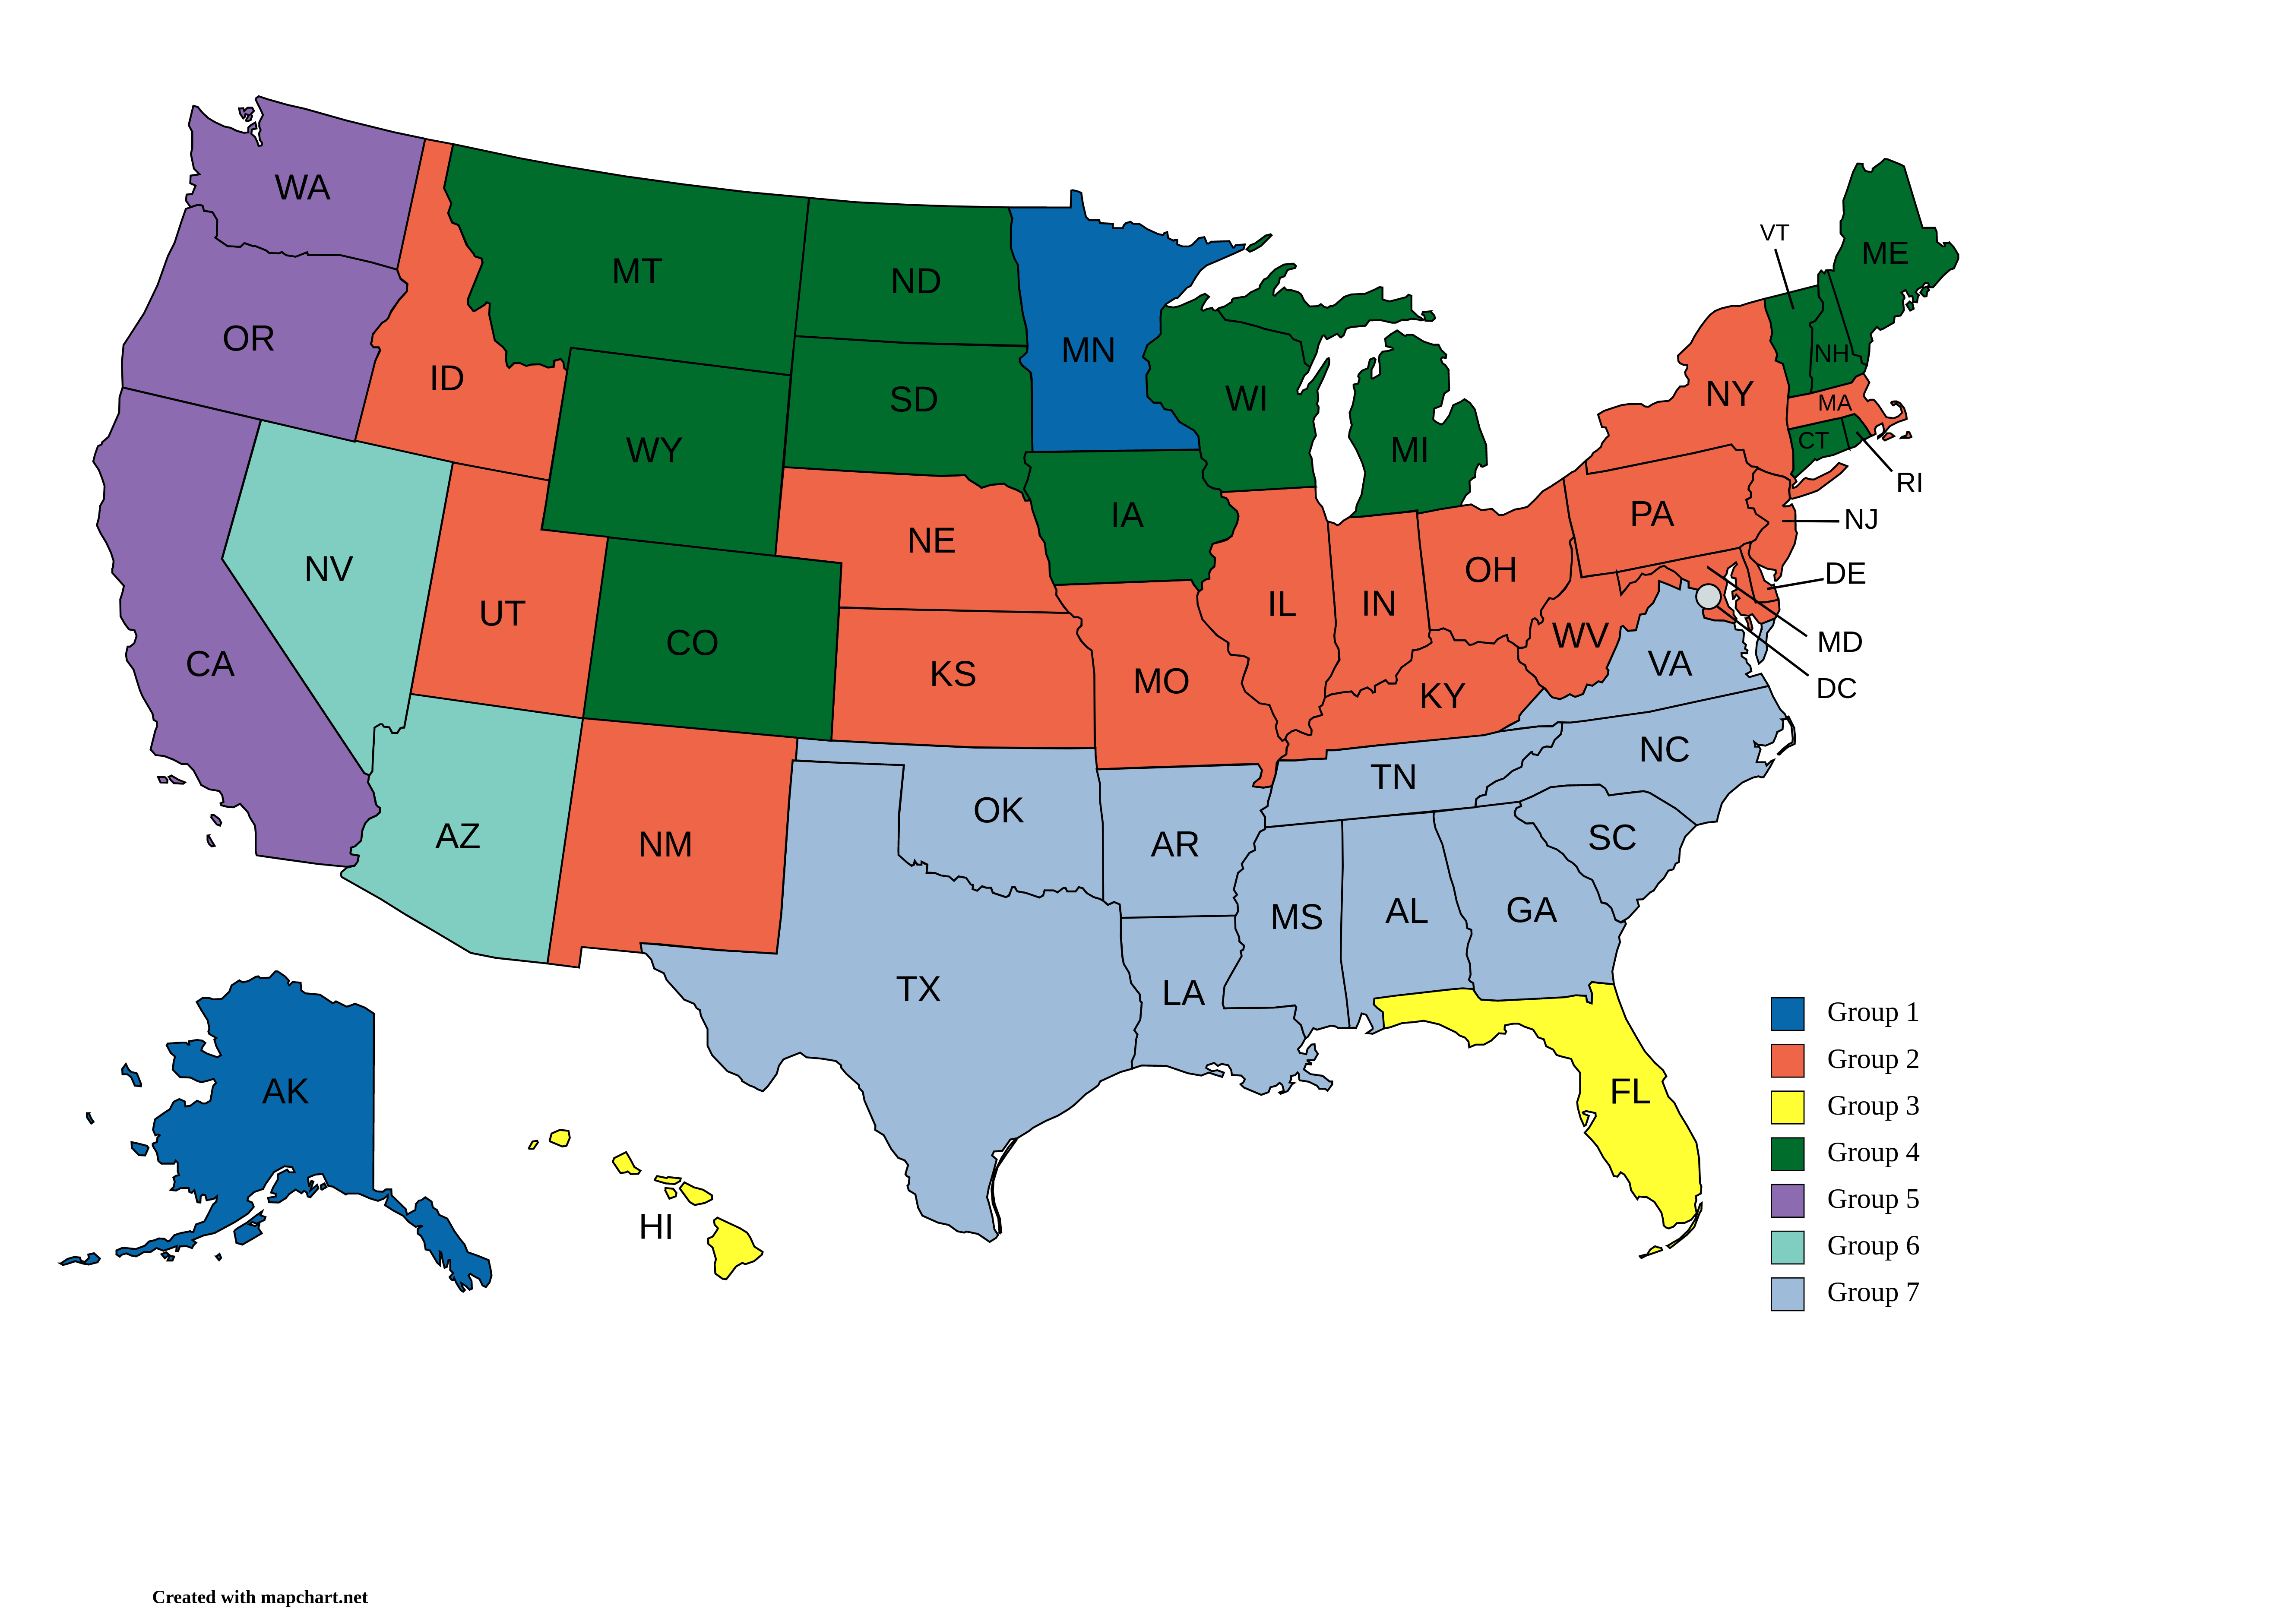 WA
VT
ME
MT
ND
OR
MN
NH
ID
NY
WI
SD
MA
CT
MI
WY
RI
PA
IA
NJ
NE
NV
OH
DE
UT
IL
IN
WV
MD
CO
CA
VA
KS
MO
DC
KY
NC
TN
OK
AZ
SC
NM
AR
GA
AL
MS
TX
LA
Group 1
Group 2
AK
FL
Group 3
Group 4
Group 5
HI
Group 6
Group 7
Created with mapchart.net